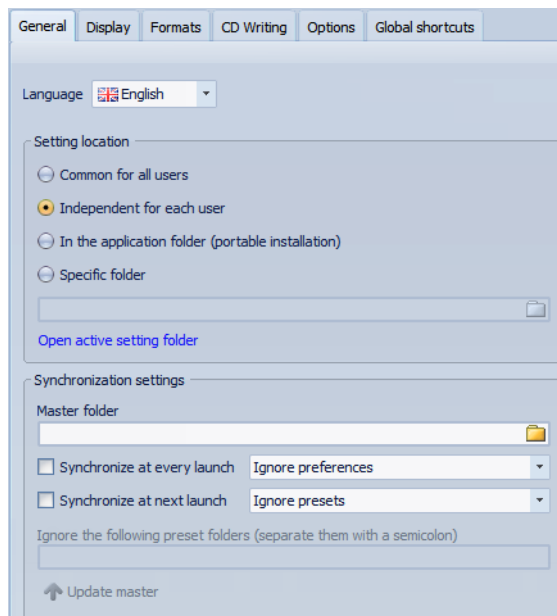 General Display Formats CD Writing Options Global shortcuts
Language English
Setting location
Common for all users
Independent for each user
In the application folder (portable installation)
Specific folder
Open active setting folder
Synchronization settings
Master folder
Synchronize at every launch Ignore preferences
Synchronize at next launch Ignore presets
Ignore the following preset folders (separate them with a semicolon)
Update master